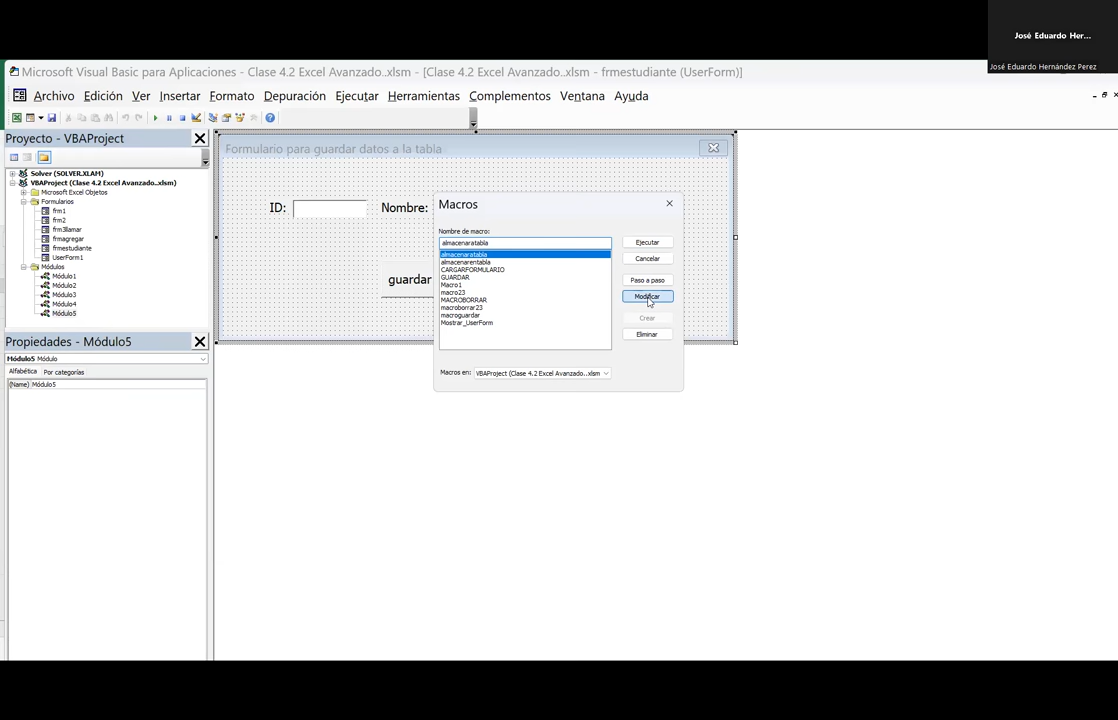 José Eduardo Her...
José Eduardo Hernández Perez
Microsoft Visual Basic para Aplicaciones - Clase 4.2 Excel Avanzado..xlsm - [Clase 4.2 Excel Avanzado..xlsm - frmestudiante (UserForm)]
Archivo Edición Ver Insertar Formato Depuración Ejecutar Herramientas Complementos Ventana Ayuda
Proyecto - VBAProject
Solver (SOLVER.XLAM)
VBAProject (Clase 4.2 Excel Avanzado..xlsm)
Microsoft Excel Objetos
Formularios
frm1
frm2
frm3llamar
frmagregar
frmestudiante
UserForm1
Módulos
Módulo1
Módulo2
Módulo3
Módulo4
Módulo5
Propiedades - Módulo5
Módulo5 Módulo
Alfabética Por categorías
(Name) Módulo5
Formulario para guardar datos a la tabla
ID: Nombre:
guardar
Macros
Nombre de macro:
almacenaratabla
almacenaratabla
almacenarentabla
CARGARFORMULARIO
GUARDAR
Macro1
macro23
MACROBORRAR
macroborrar23
macroguardar
Mostrar_UserForm
Ejecutar
Cancelar
Paso a paso
Modificar
Crear
Eliminar
Macros en: VBAProject (Clase 4.2 Excel Avanzado..xlsm